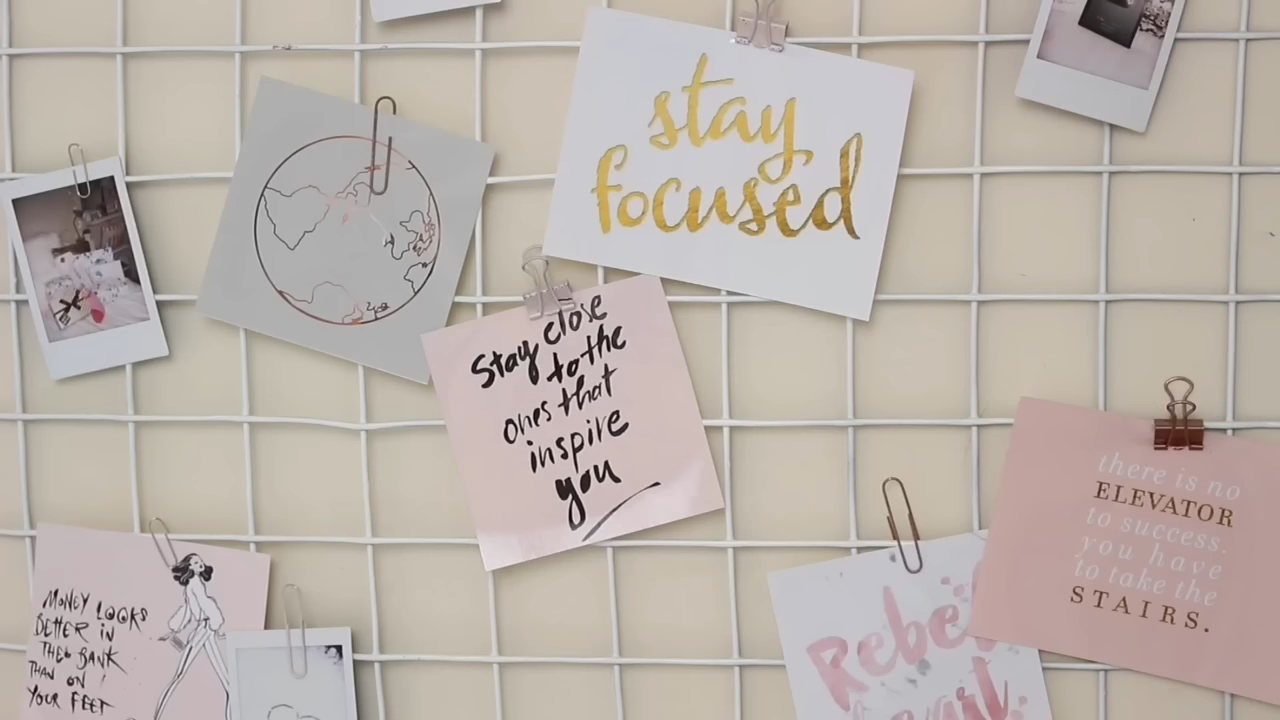 stay
focused
Stay close
to the
ones that
inspire
you
there is no
ELEVATOR
to success.
you have
to take the
STAIRS.
MONEY LOOKS
BETTER IN
THE BANK
THAN ON
YOUR FEET